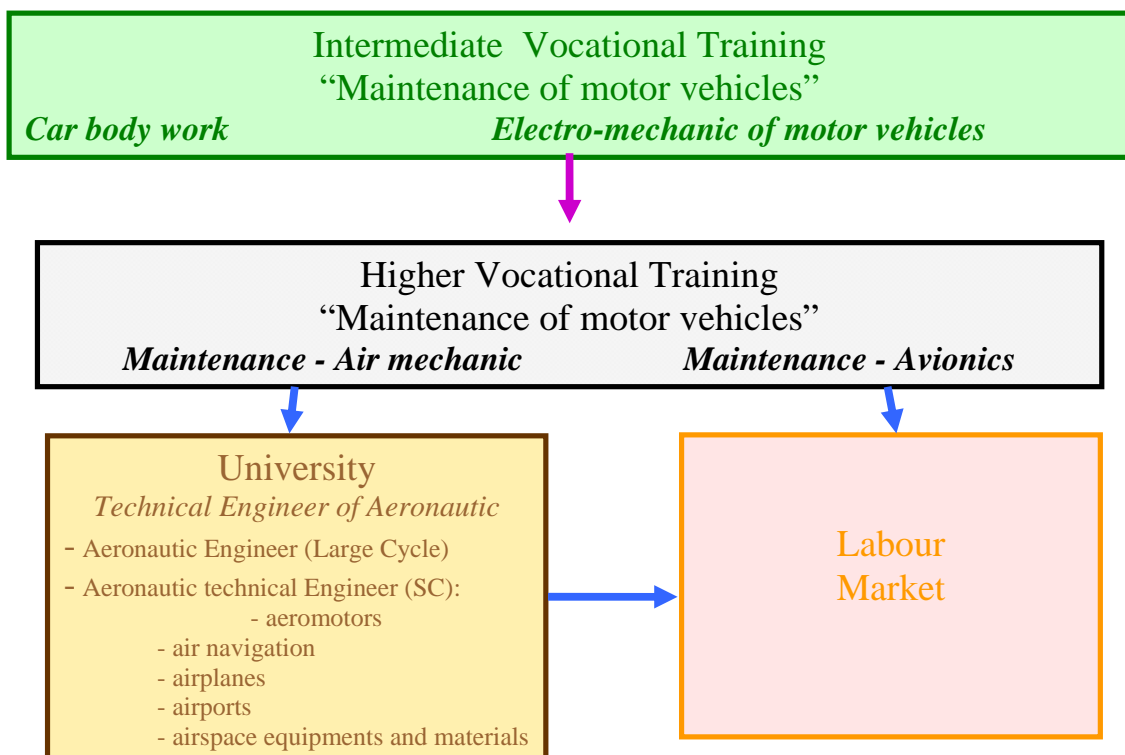 Intermediate Vocational Training
“Maintenance of motor vehicles”
Car body work Electro-mechanic of motor vehicles
Higher Vocational Training
“Maintenance of motor vehicles”
Maintenance - Air mechanic Maintenance - Avionics
University
Technical Engineer of Aeronautic
- Aeronautic Engineer (Large Cycle)
- Aeronautic technical Engineer (SC):
- aeromotors
- air navigation
- airplanes
- airports
- airspace equipments and materials
Labour
Market